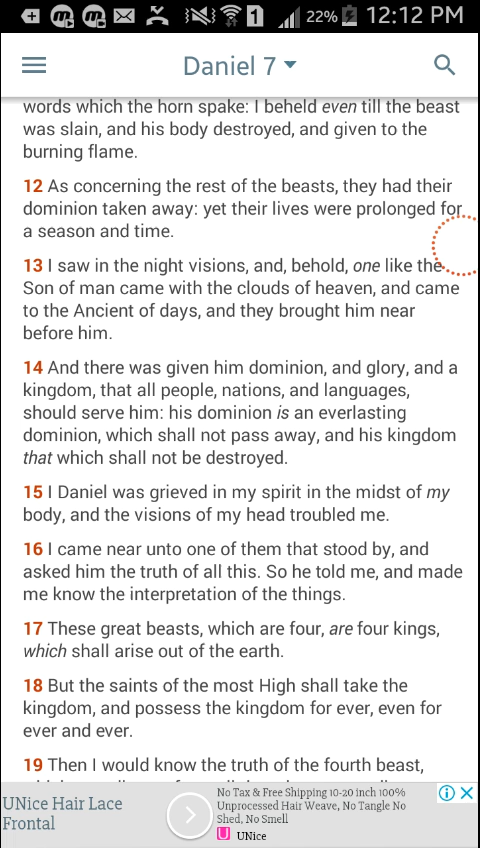 1 22% 12:12 PM
Daniel 7
words which the horn spake: I beheld even till the beast
was slain, and his body destroyed, and given to the
burning flame.
12 As concerning the rest of the beasts, they had their
dominion taken away: yet their lives were prolonged for
a season and time.
13 I saw in the night visions, and, behold, one like the
Son of man came with the clouds of heaven, and came
to the Ancient of days, and they brought him near
before him.
14 And there was given him dominion, and glory, and a
kingdom, that all people, nations, and languages,
should serve him: his dominion is an everlasting
dominion, which shall not pass away, and his kingdom
that which shall not be destroyed.
15 I Daniel was grieved in my spirit in the midst of my
body, and the visions of my head troubled me.
16 I came near unto one of them that stood by, and
asked him the truth of all this. So he told me, and made
me know the interpretation of the things.
17 These great beasts, which are four, are four kings,
which shall arise out of the earth.
18 But the saints of the most High shall take the
kingdom, and possess the kingdom for ever, even for
ever and ever.
19 Then I would know the truth of the fourth beast,
UNice Hair Lace
Frontal
No Tax & Free Shipping 10-20 inch 100%
Unprocessed Hair Weave, No Tangle No
Shed, No Smell
UNice